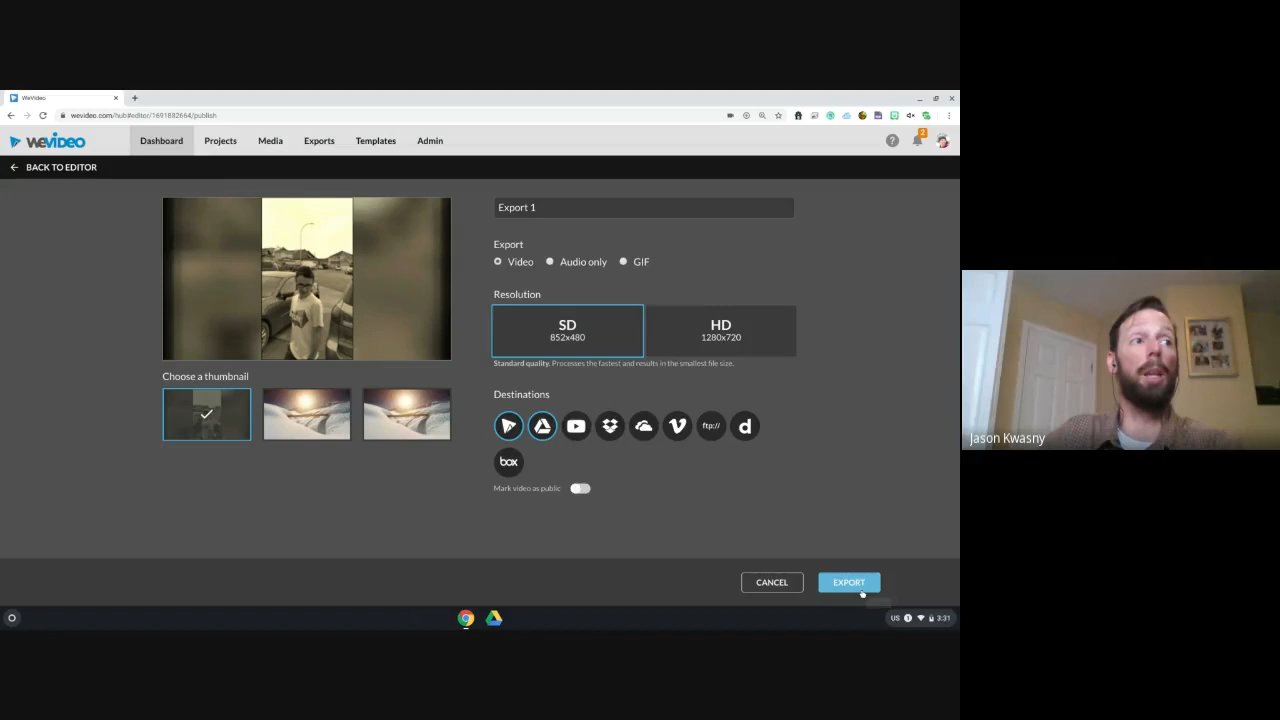 WeVideo
wevideo.com/hub#editor/1691882664/publish
WEVIDEO
Dashboard
Projects
Media
Exports
Templates
Admin
?
2
BACK TO EDITOR
Export 1
Export
Video
Audio only
GIF
Resolution
SD
852x480
HD
1280x720
Standard quality. Processes the fastest and results in the smallest file size.
Choose a thumbnail
Destinations
ftp://
d
box
Mark video as public
CANCEL
EXPORT
US
1
3:31
Jason Kwasny